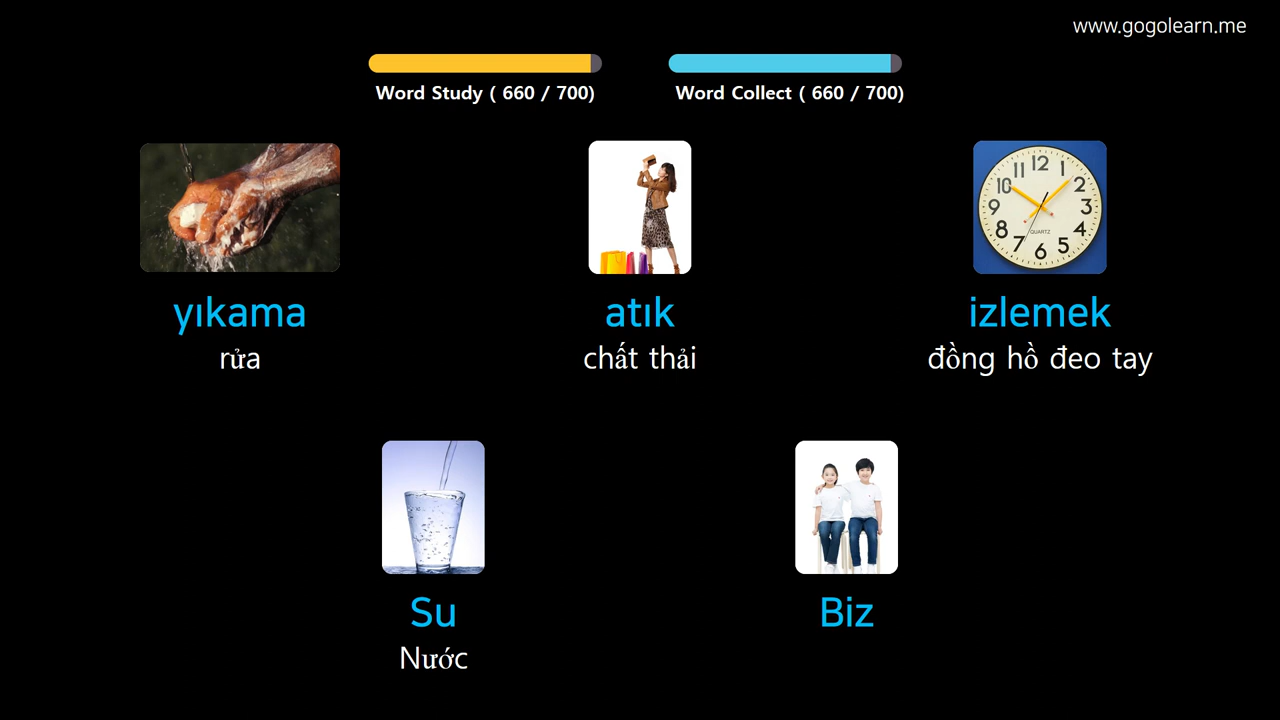 www.gogolearn.me
Word Study ( 660 / 700)
Word Collect ( 660 / 700)
yıkama
atık
izlemek
rửa
chất thải
đồng hồ đeo tay
Su
Biz
Nước